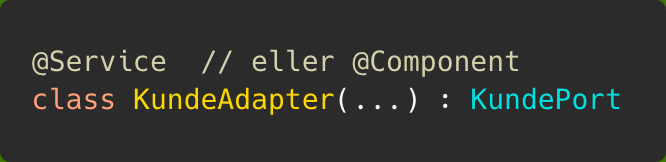 @Service  // eller @Component
class KundeAdapter(...) : KundePort